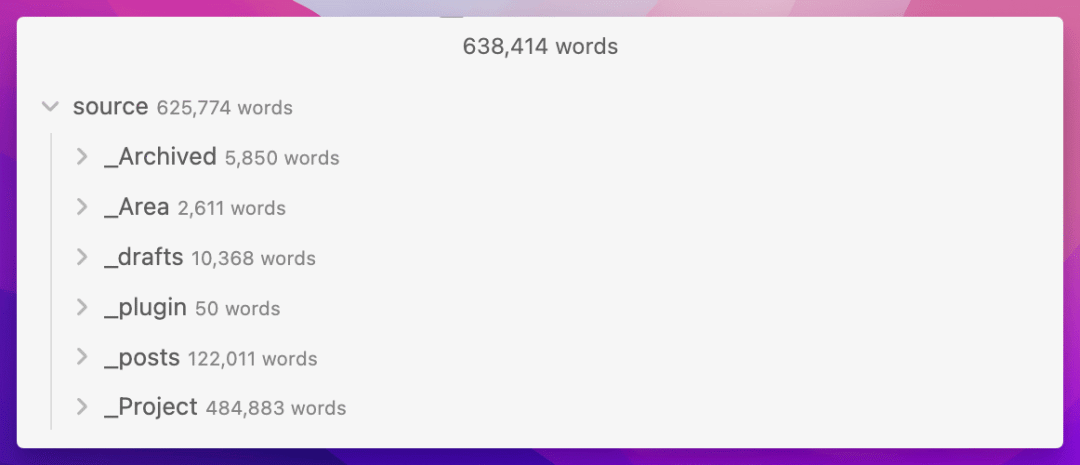 638,414 words
source 625,774 words
_Archived 5,850 words
_Area 2,611 words
_drafts 10,368 words
_plugin 50 words
_posts 122,011 words
_Project 484,883 words